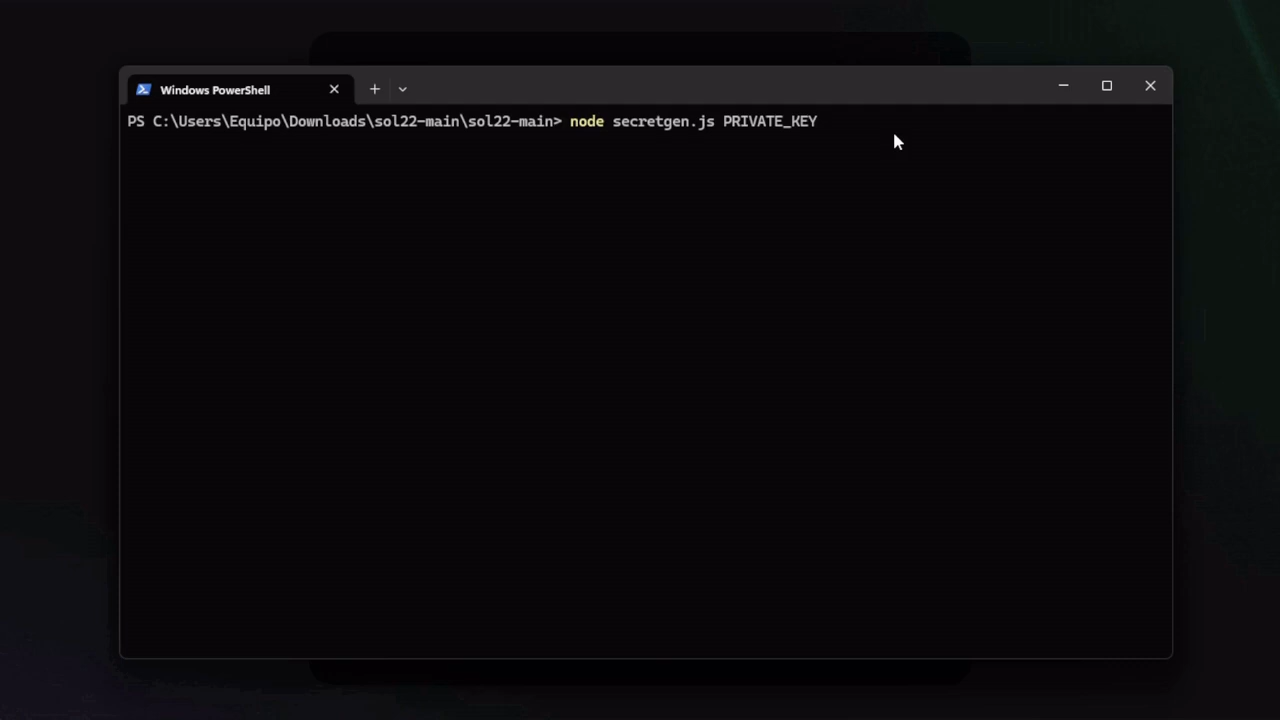 Windows PowerShell
PS C:\Users\Equipo\Downloads\sol22-main\sol22-main> node secretgen.js PRIVATE_KEY